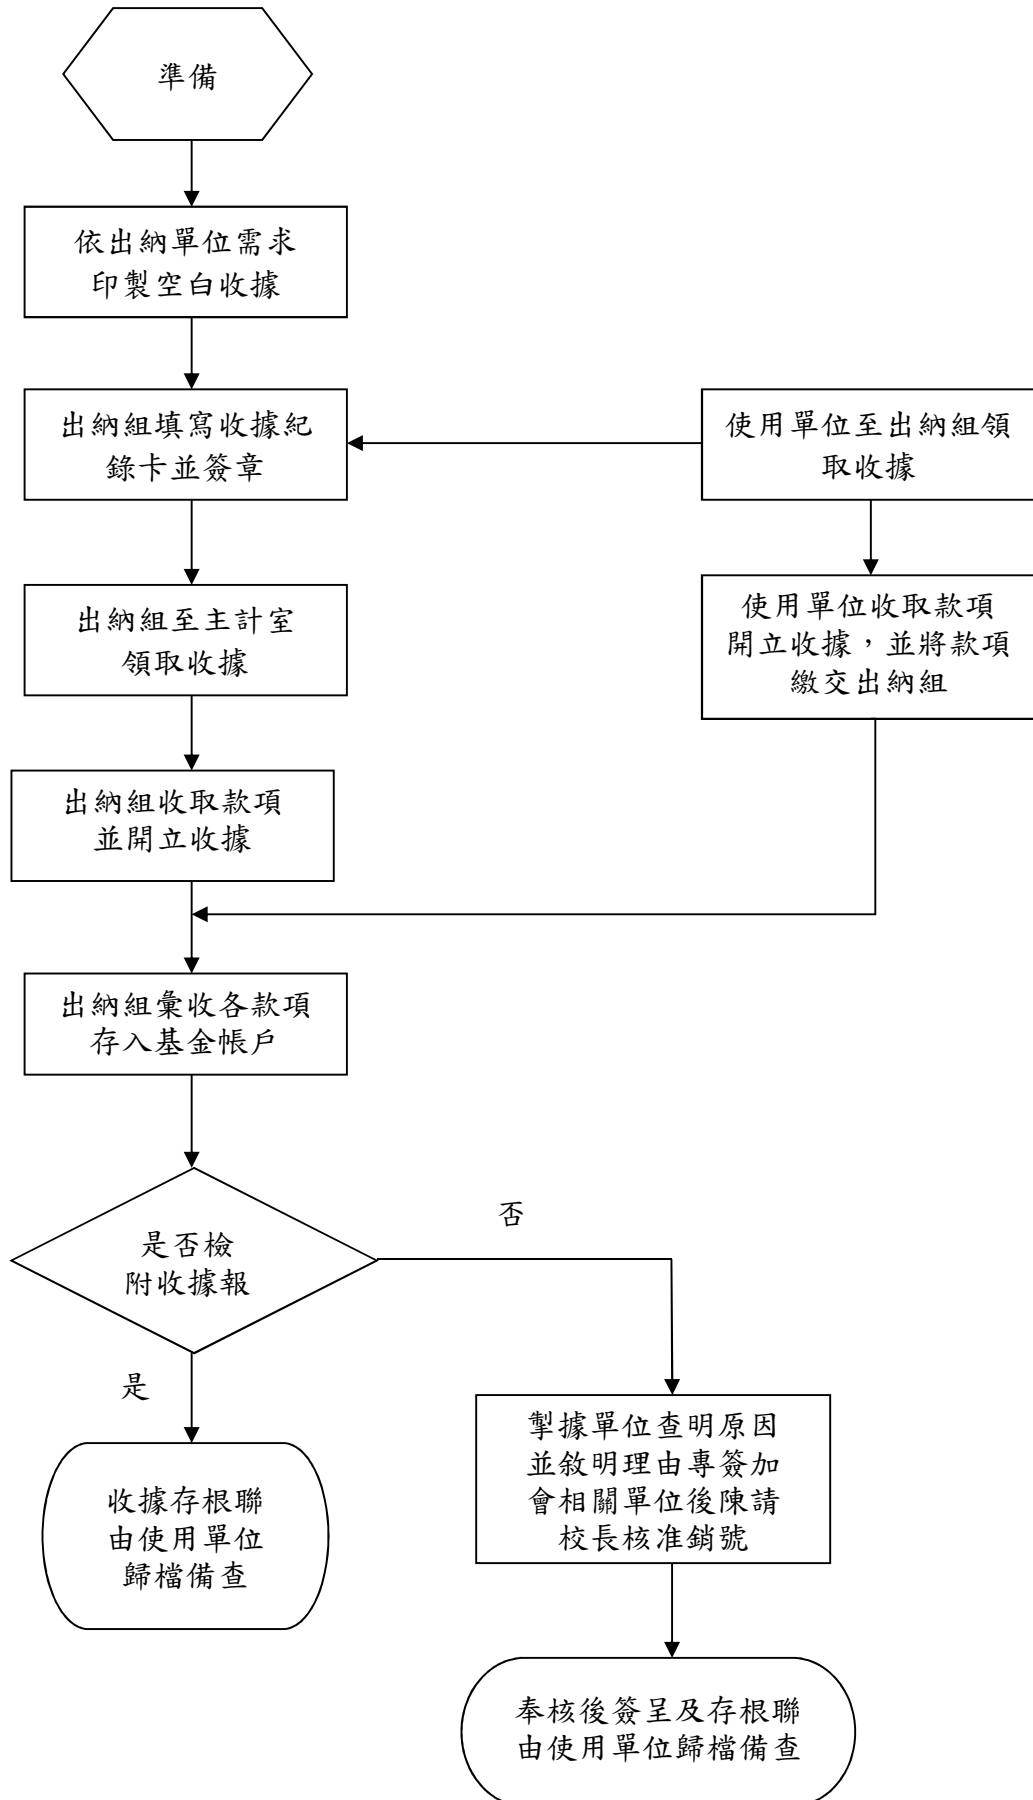 準備
依出納單位需求
印製空白收據
出納組填寫收據紀
錄卡並簽章
使用單位至出納組領
取收據
出納組至主計室
領取收據
使用單位收取款項
開立收據，並將款項
繳交出納組
出納組收取款項
並開立收據
出納組彙收各款項
存入基金帳戶
是否檢
附收據報
否
是
掣據單位查明原因
並敘明理由專簽加
會相關單位後陳請
校長核准銷號
收據存根聯
由使用單位
歸檔備查
奉核後簽呈及存根聯
由使用單位歸檔備查